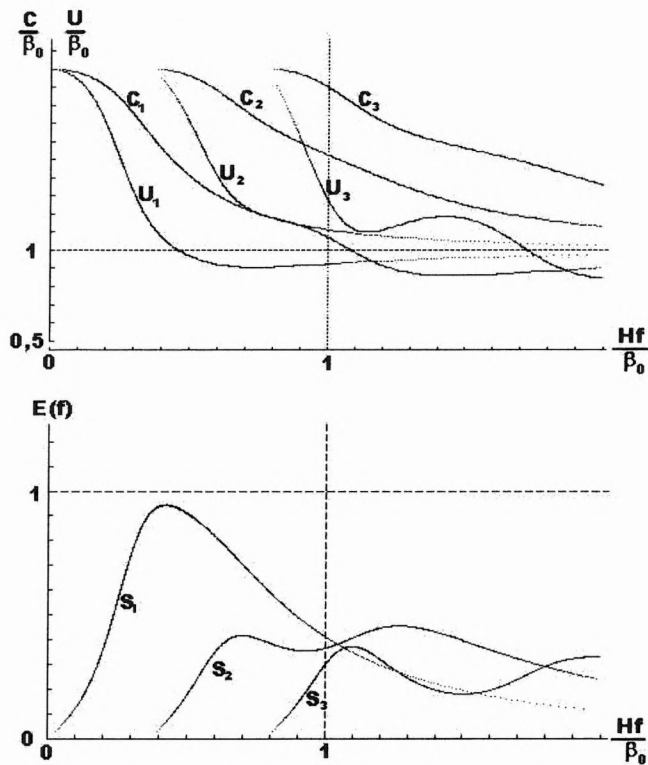 C/β₀ U/β₀
C₁
C₂
C₃
U₁
U₂
U₃
1
0,5
0
1
Hf/β₀
E(f)
1
S₁
S₂
S₃
0
0
1
Hf/β₀